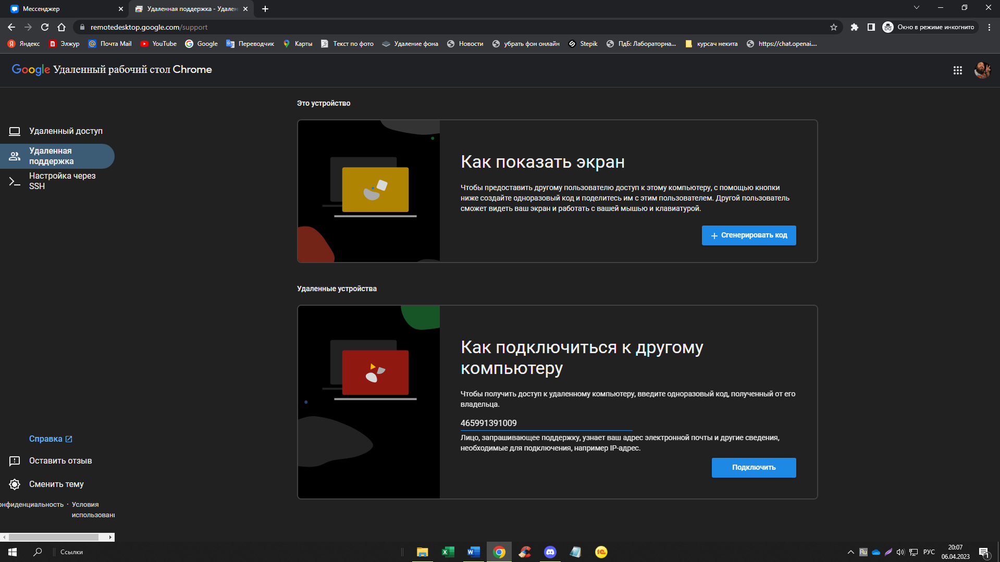 Мессенджер
Удаленная поддержка - Удален
remotedesktop.google.com/support
Окно в режиме инкогнито
Яндекс
Элжур
Почта Mail
YouTube
Google
Переводчик
Карты
Текст по фото
Удаление фона
Новости
убрать фон онлайн
Stepik
ПдБ: Лабораторна...
курсач некита
https://chat.openai....
Google Удаленный рабочий стол Chrome
Удаленный доступ
Удаленная
поддержка
Настройка через
SSH
Это устройство
Как показать экран
Чтобы предоставить другому пользователю доступ к этому компьютеру, с помощью кнопки
ниже создайте одноразовый код и поделитесь им с этим пользователем. Другой пользователь
сможет видеть ваш экран и работать с вашей мышью и клавиатурой.
Сгенерировать код
Удаленные устройства
Как подключиться к другому
компьютеру
Чтобы получить доступ к удаленному компьютеру, введите одноразовый код, полученный от его
владельца.
465991391009
Лицо, запрашивающее поддержку, узнает ваш адрес электронной почты и другие сведения,
необходимые для подключения, например IP-адрес.
Подключить
Справка
Оставить отзыв
Сменить тему
онфиденциальность · Условия
использовані
Ссылки
Ru
РУС
20:07
06.04.2023
1